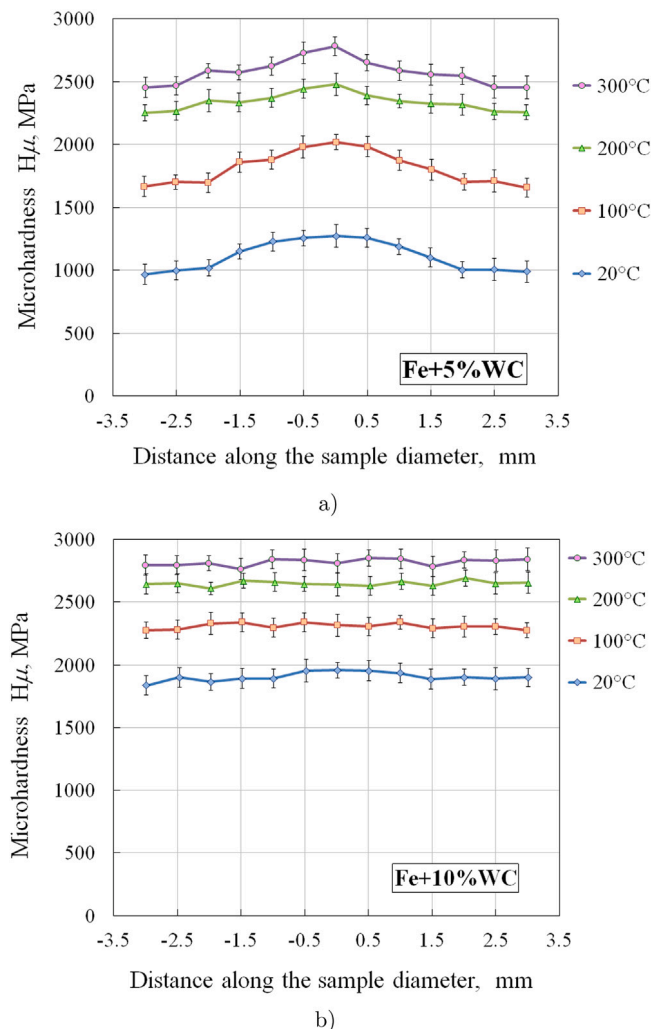 3000
2500
2000
1500
1000
500
0
Microhardness Hμ, MPa
-3.5 -2.5 -1.5 -0.5 0.5 1.5 2.5 3.5
Distance along the sample diameter, mm
300°C
200°C
100°C
20°C
Fe+5%WC
a)
3000
2500
2000
1500
1000
500
0
Microhardness Hμ, MPa
-3.5 -2.5 -1.5 -0.5 0.5 1.5 2.5 3.5
Distance along the sample diameter, mm
300°C
200°C
100°C
20°C
Fe+10%WC
b)